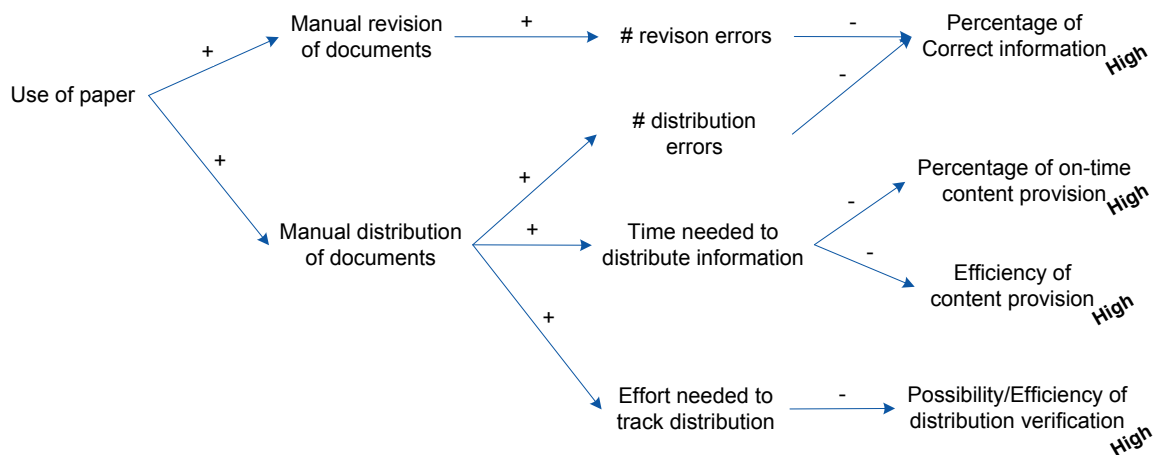 Manual revision
of documents
+
# revison errors
-
Percentage of
Correct information
High
+
Use of paper
-
# distribution
errors
+
+
Percentage of on-time
content provision
High
-
Manual distribution
of documents
+
Time needed to
distribute information
-
Efficiency of
content provision
High
+
Effort needed to
track distribution
-
Possibility/Efficiency of
distribution verification
High